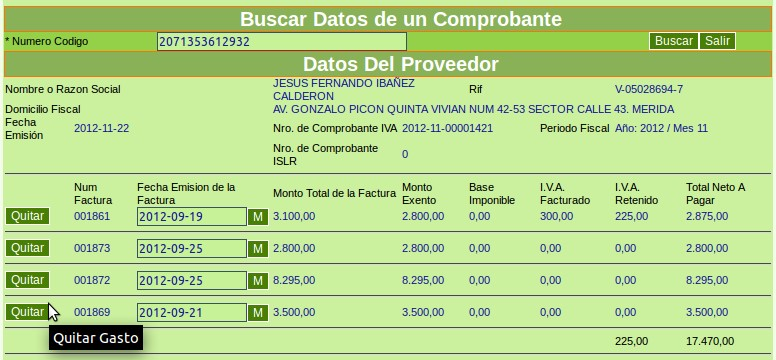 Buscar Datos de un Comprobante
* Numero Codigo 2071353612932 Buscar Salir
Datos Del Proveedor
Nombre o Razon Social JESUS FERNANDO IBAÑEZ CALDERON Rif V-05028694-7
Domicilio Fiscal AV. GONZALO PICON QUINTA VIVIAN NUM 42-53 SECTOR CALLE 43. MERIDA
Fecha Emisión 2012-11-22 Nro. de Comprobante IVA 2012-11-00001421 Periodo Fiscal Año: 2012 / Mes 11
Nro. de Comprobante ISLR 0
Num Factura Fecha Emision de la Factura Monto Total de la Factura Monto Exento Base Imponible I.V.A. Facturado I.V.A. Retenido Total Neto A Pagar
Quitar 001861 2012-09-19 M 3.100,00 2.800,00 0,00 300,00 225,00 2.875,00
Quitar 001873 2012-09-25 M 2.800,00 2.800,00 0,00 0,00 0,00 2.800,00
Quitar 001872 2012-09-25 M 8.295,00 8.295,00 0,00 0,00 0,00 8.295,00
Quitar 001869 2012-09-21 M 3.500,00 3.500,00 0,00 0,00 0,00 3.500,00
Quitar Gasto
225,00 17.470,00